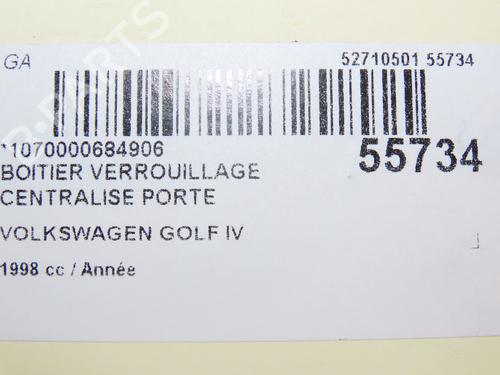 GA
52710501 55734
*1070000684906
55734
BOITIER VERROUILLAGE
CENTRALISE PORTE
VOLKSWAGEN GOLF IV
1998 cc / Année